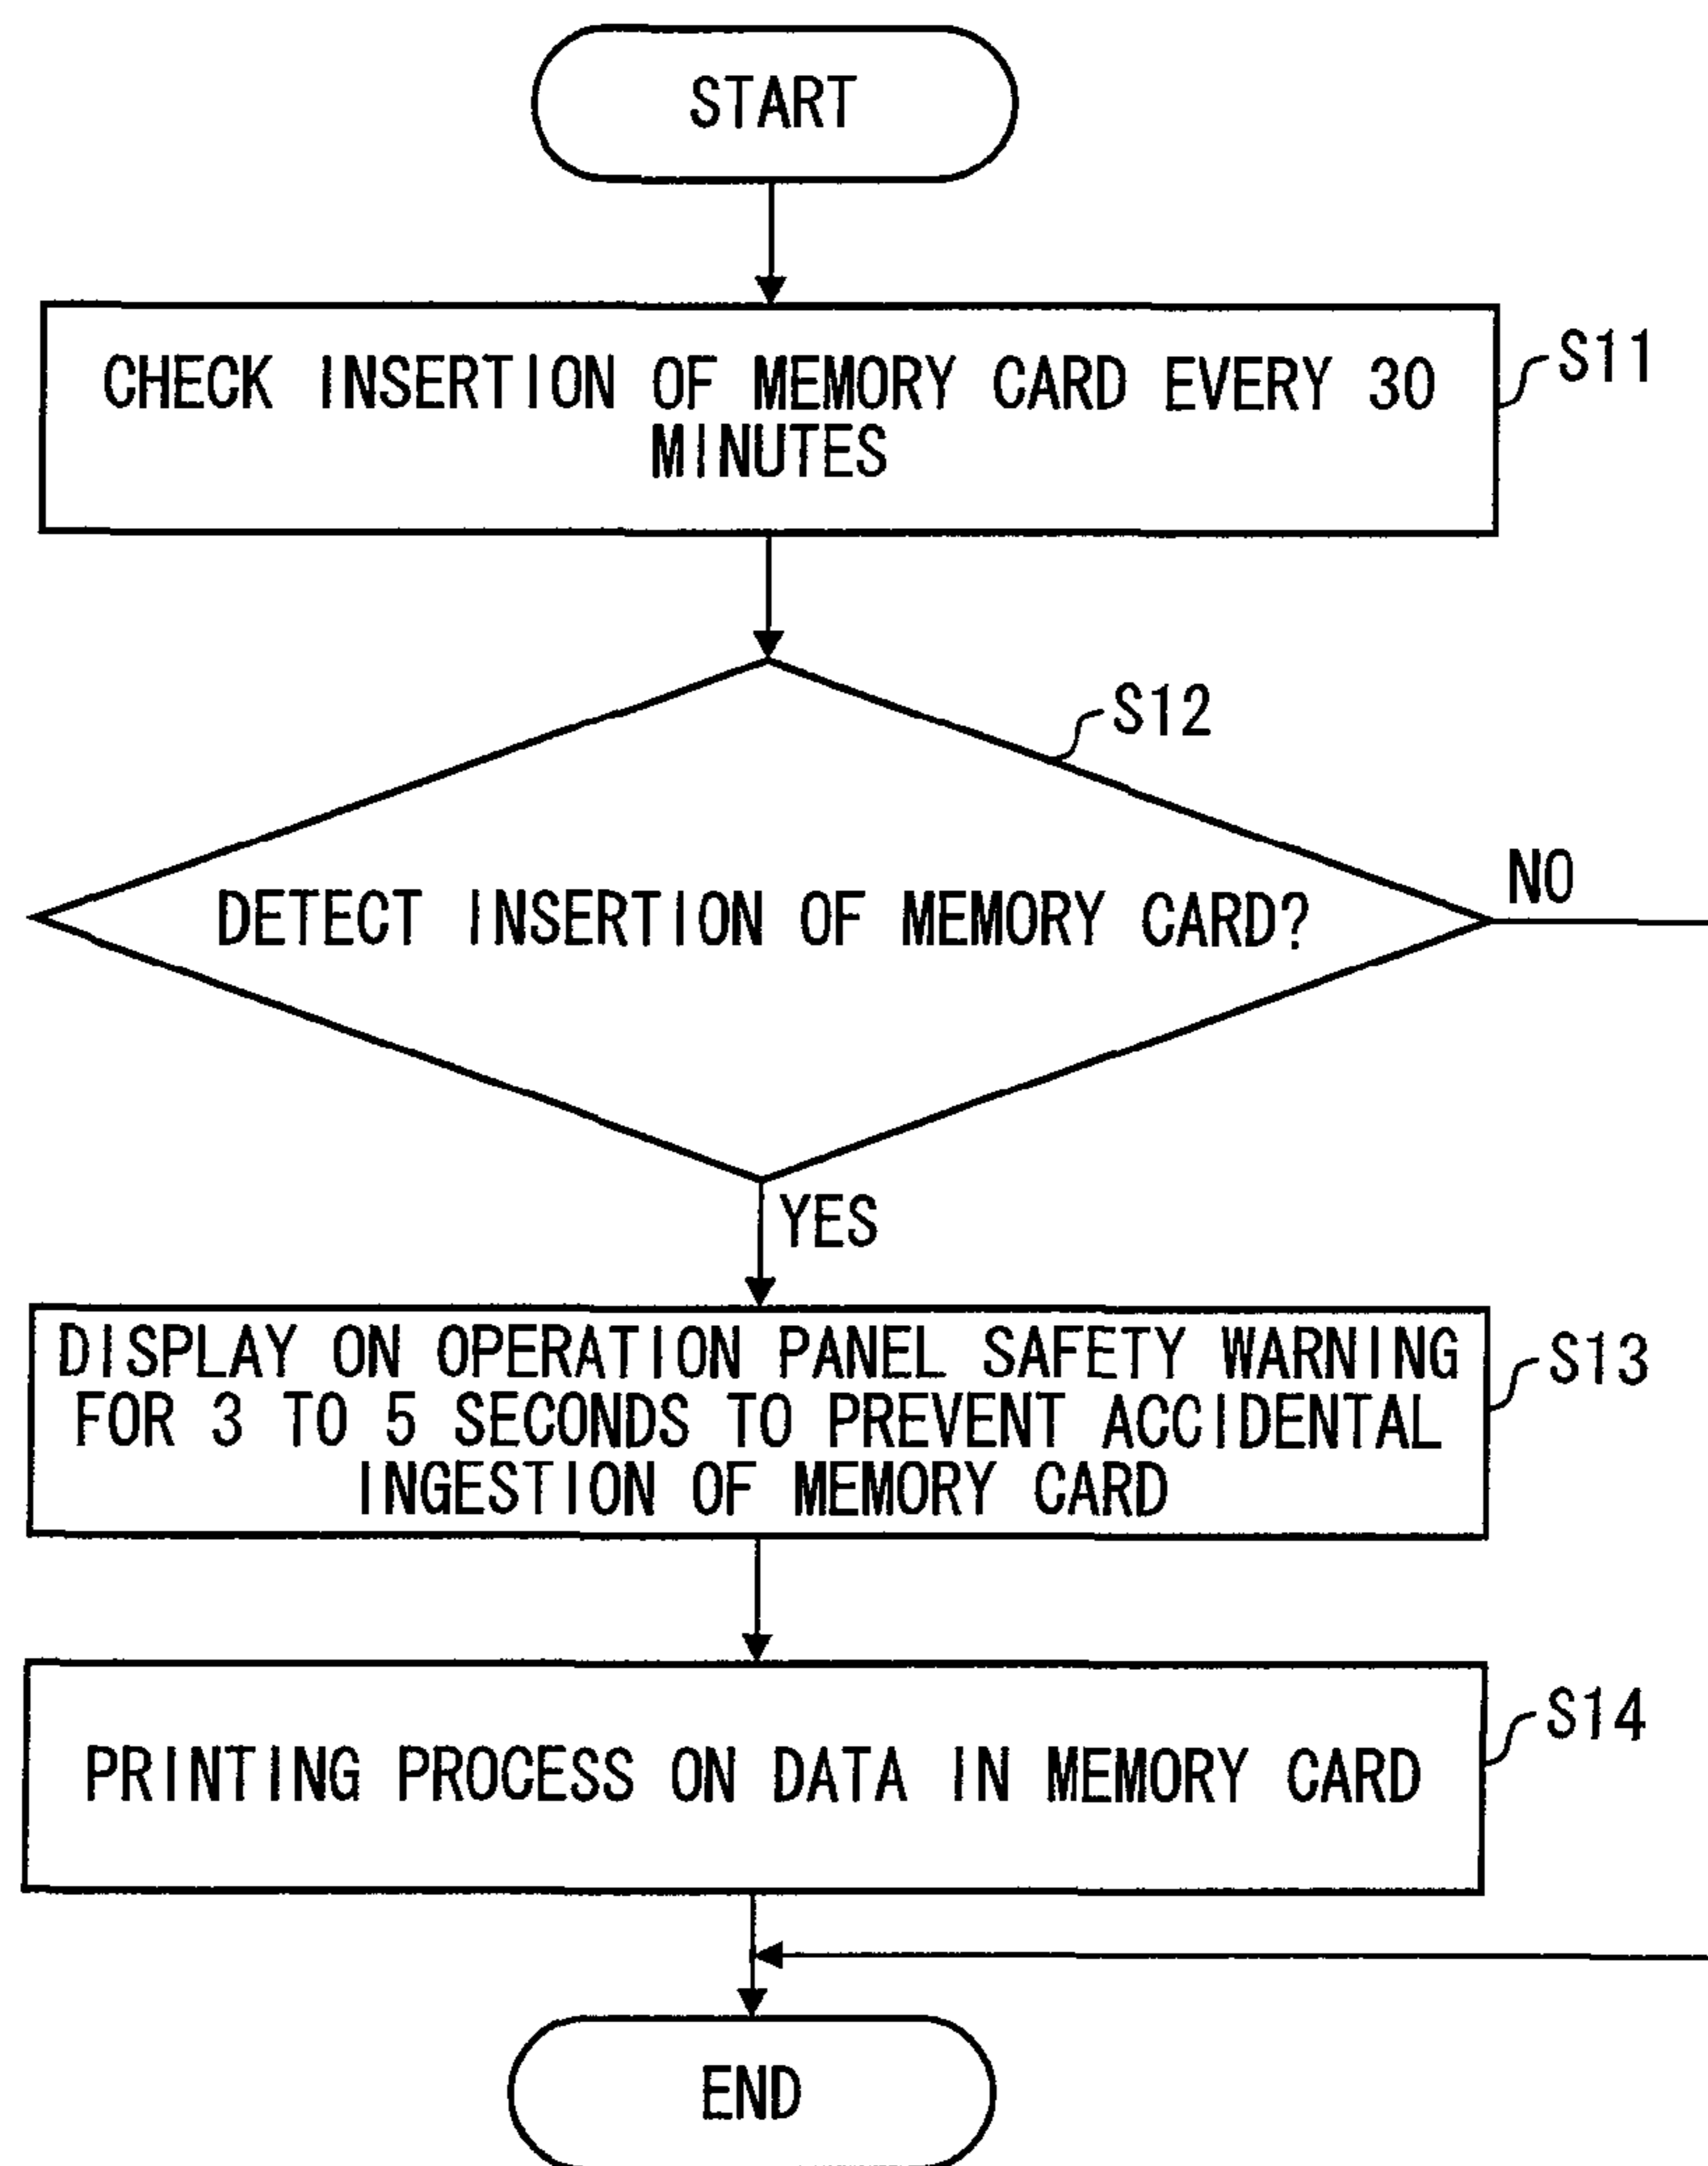 START
CHECK INSERTION OF MEMORY CARD EVERY 30
MINUTES
S11
S12
DETECT INSERTION OF MEMORY CARD?
NO
YES
DISPLAY ON OPERATION PANEL SAFETY WARNING
FOR 3 TO 5 SECONDS TO PREVENT ACCIDENTAL
INGESTION OF MEMORY CARD
S13
PRINTING PROCESS ON DATA IN MEMORY CARD
S14
END